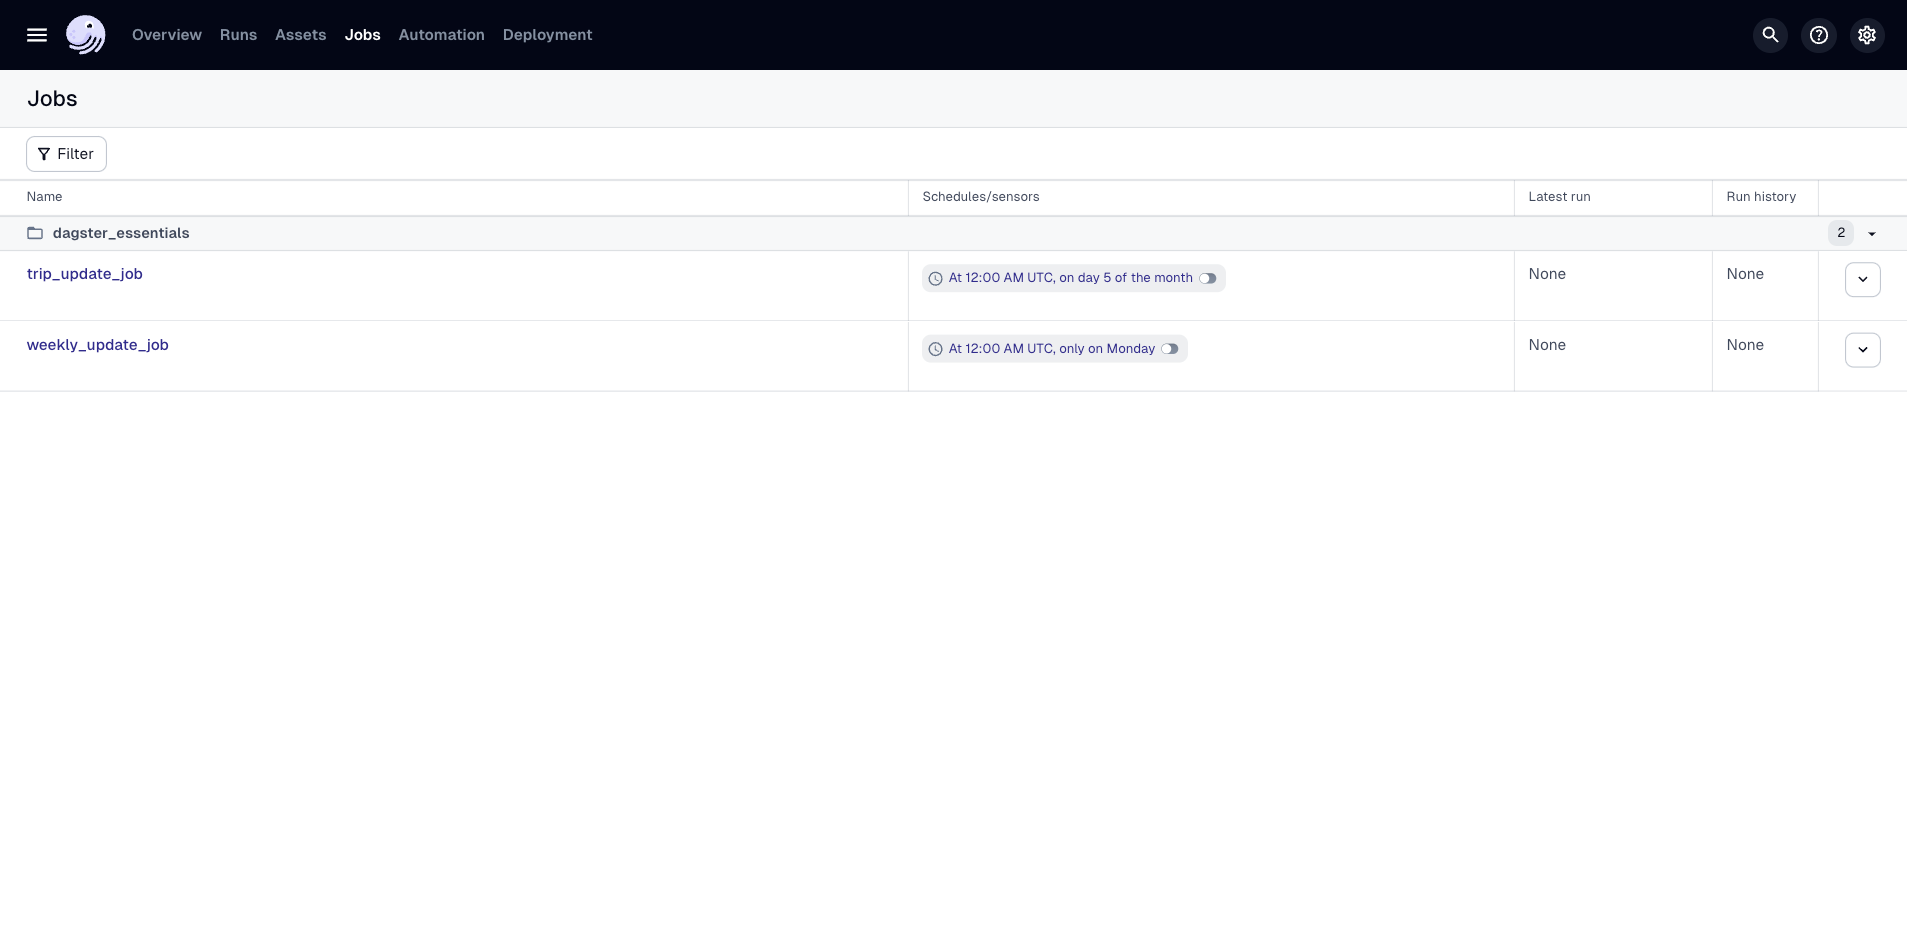 Overview Runs Assets Jobs Automation Deployment
Jobs
Filter
Name Schedules/sensors Latest run Run history
dagster_essentials 2
trip_update_job At 12:00 AM UTC, on day 5 of the month None None
weekly_update_job At 12:00 AM UTC, only on Monday None None